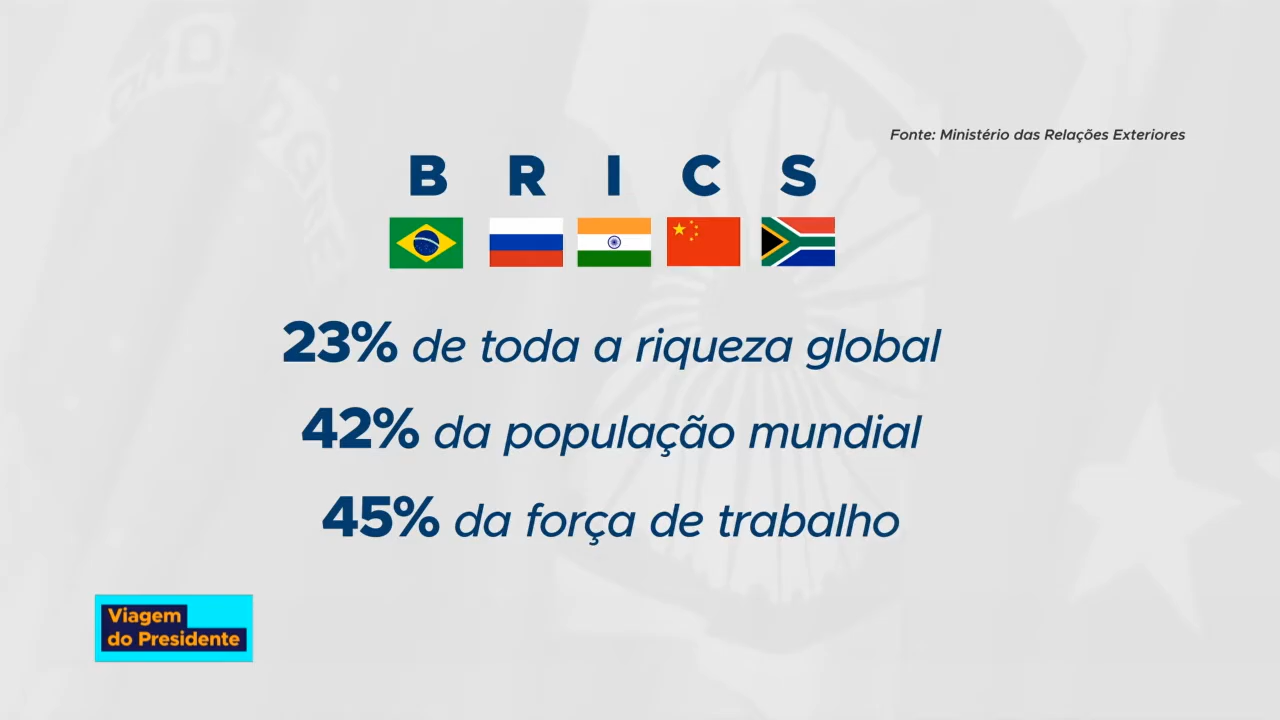 Fonte: Ministério das Relações Exteriores
B R I C S
23% de toda a riqueza global
42% da população mundial
45% da força de trabalho
Viagem
do Presidente